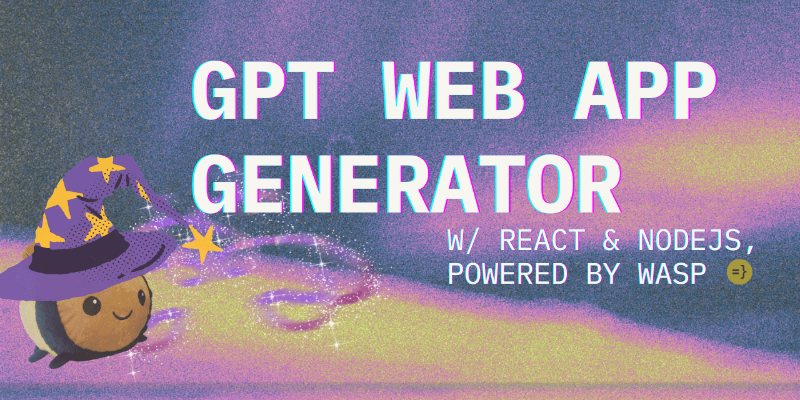 GPT WEB APP
GENERATOR
W/ REACT & NODEJS,
POWERED BY WASP =}